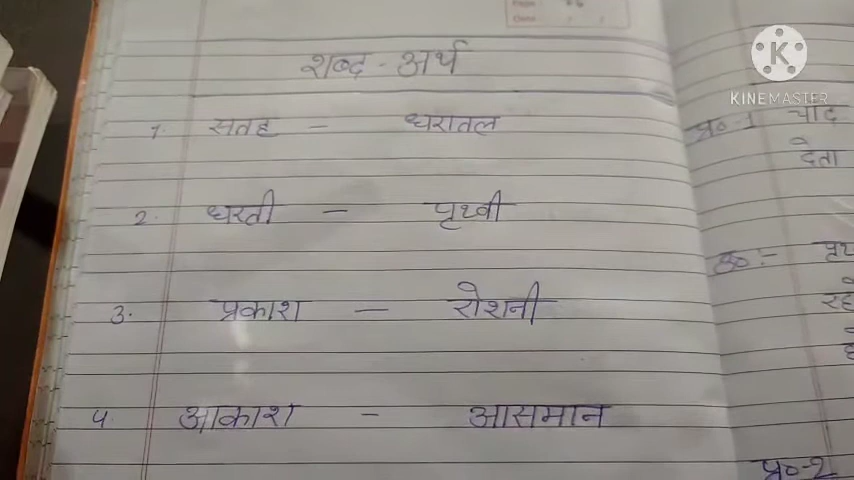 शब्द - अर्थ
1. सतह - धरातल
2. धरती - पृथ्वी
3. प्रकाश - रोशनी
4. आकाश - आसमान
प्र०-1 चाँद
देता
उ०:-
प्र०-2
KINEMASTER